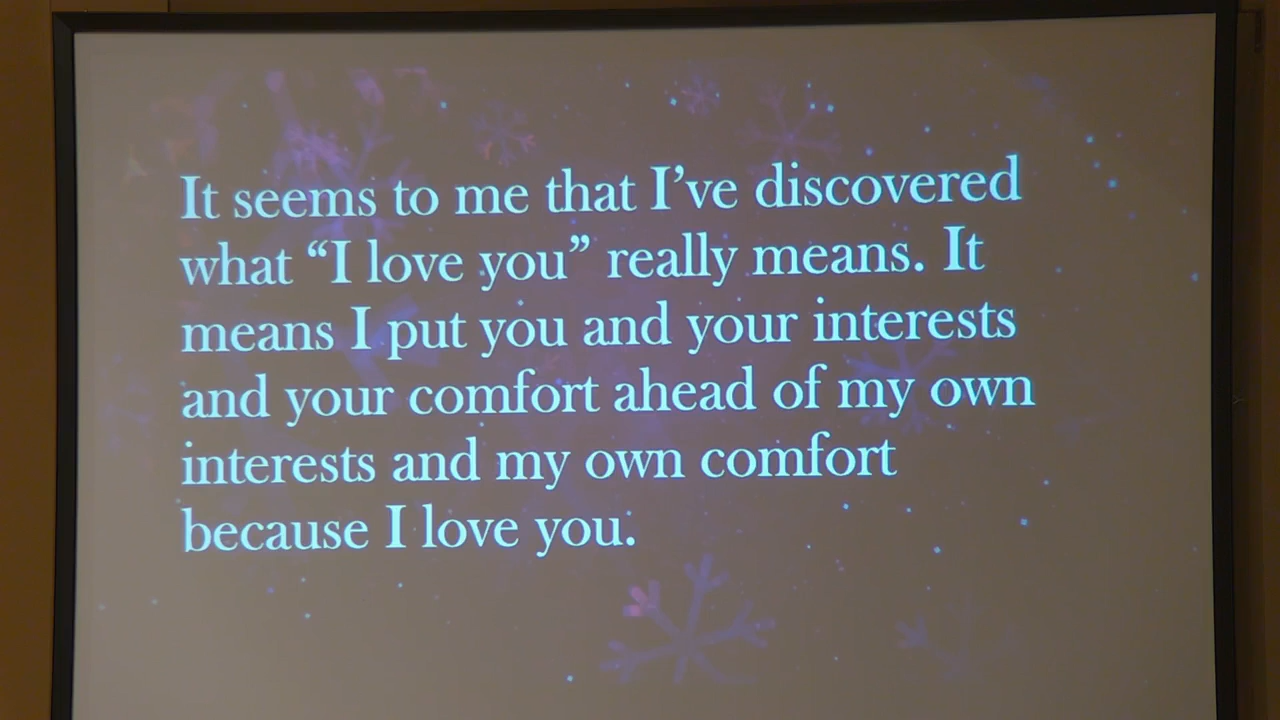 It seems to me that I’ve discovered
what “I love you” really means. It
means I put you and your interests
and your comfort ahead of my own
interests and my own comfort
because I love you.